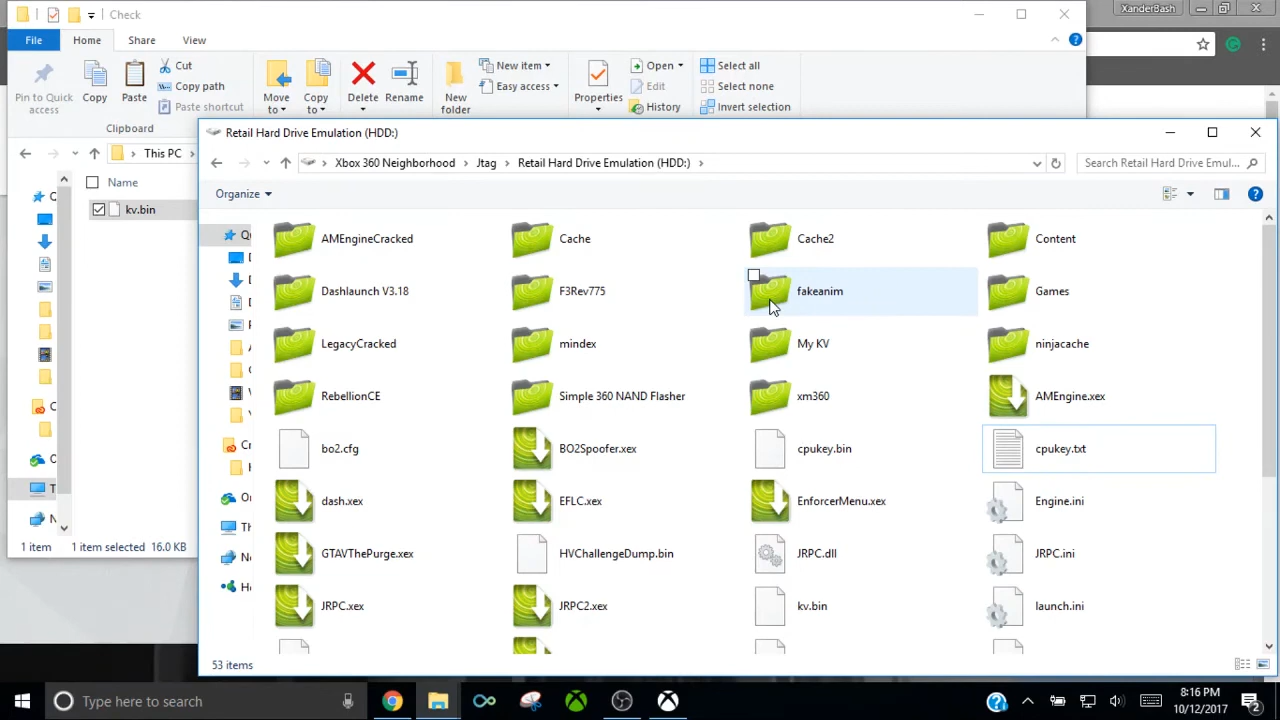 Check
XanderBash
File Home Share View
Pin to Quick access
Copy
Paste
Cut
Copy path
Paste shortcut
Clipboard
Move to
Copy to
Delete
Rename
New folder
New item
Easy access
Properties
Open
Edit
History
Select all
Select none
Invert selection
This PC
Name
kv.bin
1 item 1 item selected 16.0 KB
Retail Hard Drive Emulation (HDD:)
Xbox 360 Neighborhood > Jtag > Retail Hard Drive Emulation (HDD:) >
Search Retail Hard Drive Emul...
Organize
AMEngineCracked Cache Cache2 Content
Dashlaunch V3.18 F3Rev775 fakeanim Games
LegacyCracked mindex My KV ninjacache
RebellionCE Simple 360 NAND Flasher xm360 AMEngine.xex
bo2.cfg BO2Spoofer.xex cpukey.bin cpukey.txt
dash.xex EFLC.xex EnforcerMenu.xex Engine.ini
GTAVThePurge.xex HVChallengeDump.bin JRPC.dll JRPC.ini
JRPC.xex JRPC2.xex kv.bin launch.ini
53 items
Type here to search
8:16 PM
10/12/2017
2